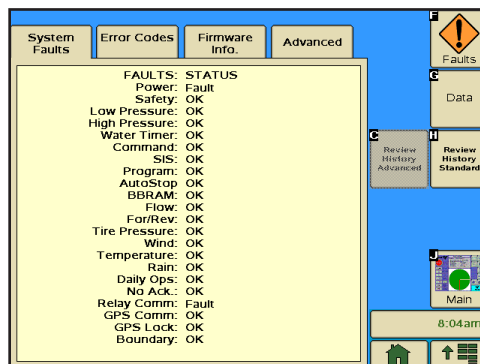 System Faults
Error Codes
Firmware Info.
Advanced
FAULTS: STATUS
Power: Fault
Safety: OK
Low Pressure: OK
High Pressure: OK
Water Timer: OK
Command: OK
SIS: OK
Program: OK
AutoStop OK
BBRAM: OK
Flow: OK
For/Rev: OK
Tire Pressure: OK
Wind: OK
Temperature: OK
Rain: OK
Daily Ops: OK
No Ack.: OK
Relay Comm: Fault
GPS Comm: OK
GPS Lock: OK
Boundary: OK
F
Faults
G
Data
C
Review
History
Advanced
H
Review
History
Standard
J
Main
8:04am